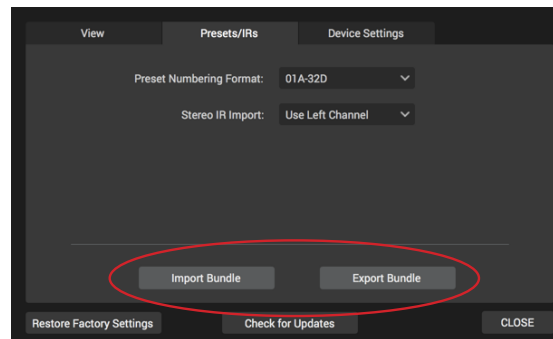 View Presets/IRs Device Settings
Preset Numbering Format: 01A-32D
Stereo IR Import: Use Left Channel
Import Bundle Export Bundle
Restore Factory Settings Check for Updates CLOSE